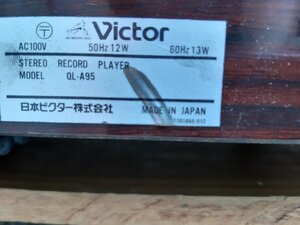 Victor
AC100V 50Hz 12W 60Hz 13W
STEREO RECORD PLAYER
MODEL QL-A95
日本ビクター株式会社 MADE IN JAPAN